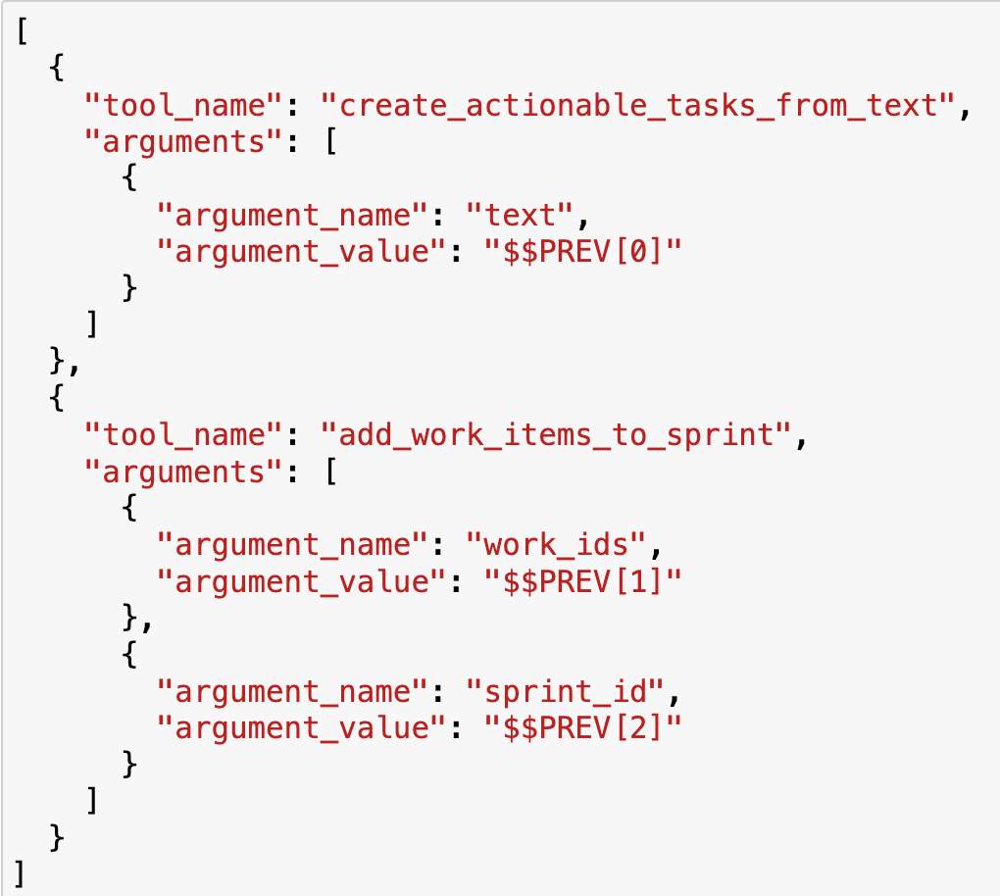 [
  {
    "tool_name": "create_actionable_tasks_from_text",
    "arguments": [
      {
        "argument_name": "text",
        "argument_value": "$$PREV[0]"
      }
    ]
  },
  {
    "tool_name": "add_work_items_to_sprint",
    "arguments": [
      {
        "argument_name": "work_ids",
        "argument_value": "$$PREV[1]"
      },
      {
        "argument_name": "sprint_id",
        "argument_value": "$$PREV[2]"
      }
    ]
  }
]